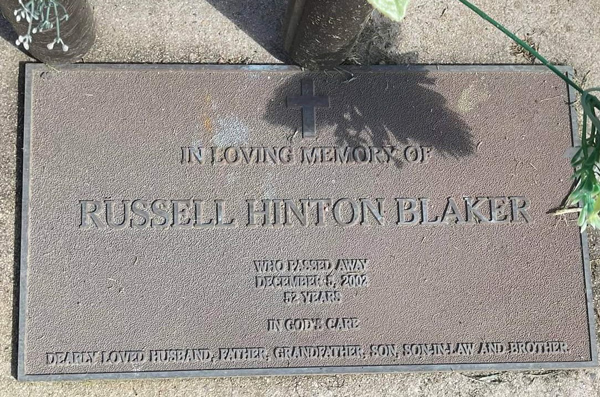 IN LOVING MEMORY OF
RUSSELL HINTON BLAKER
WHO PASSED AWAY
DECEMBER 5, 2002
52 YEARS
IN GOD'S CARE
DEARLY LOVED HUSBAND, FATHER, GRANDFATHER, SON, SON-IN-LAW AND BROTHER.